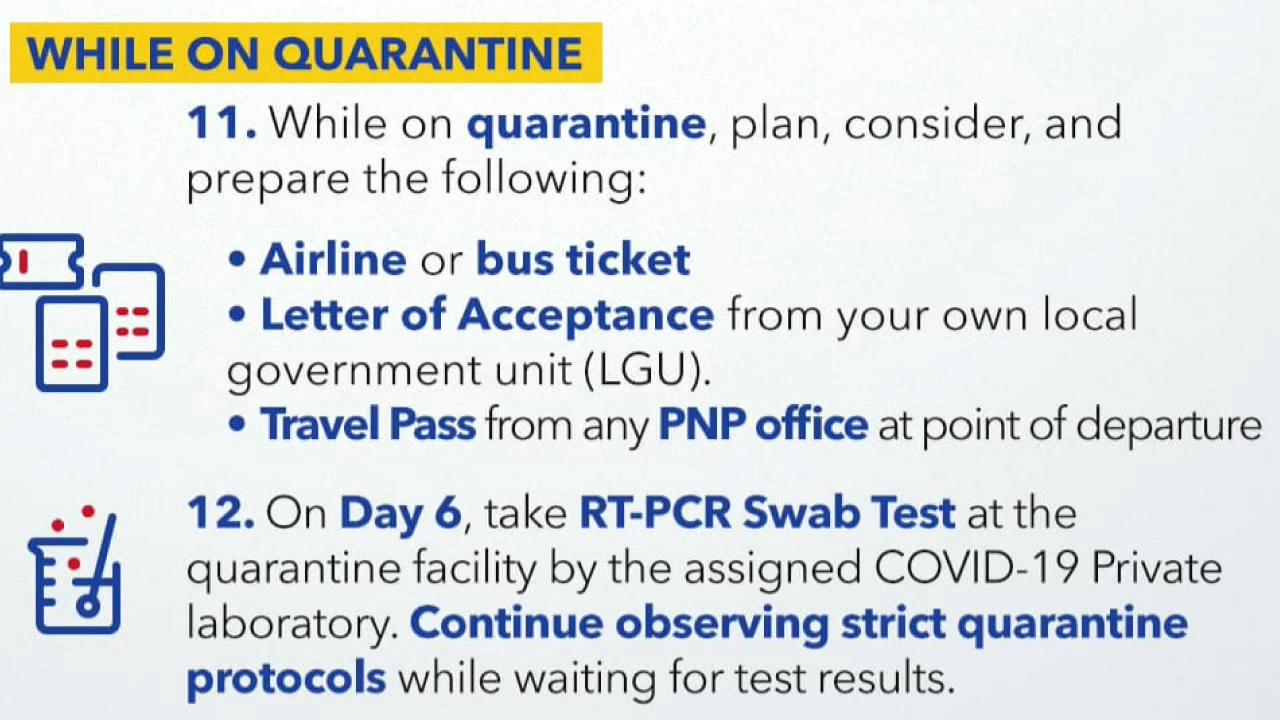 WHILE ON QUARANTINE
11. While on quarantine, plan, consider, and
prepare the following:
• Airline or bus ticket
• Letter of Acceptance from your own local
government unit (LGU).
• Travel Pass from any PNP office at point of departure
12. On Day 6, take RT-PCR Swab Test at the
quarantine facility by the assigned COVID-19 Private
laboratory. Continue observing strict quarantine
protocols while waiting for test results.